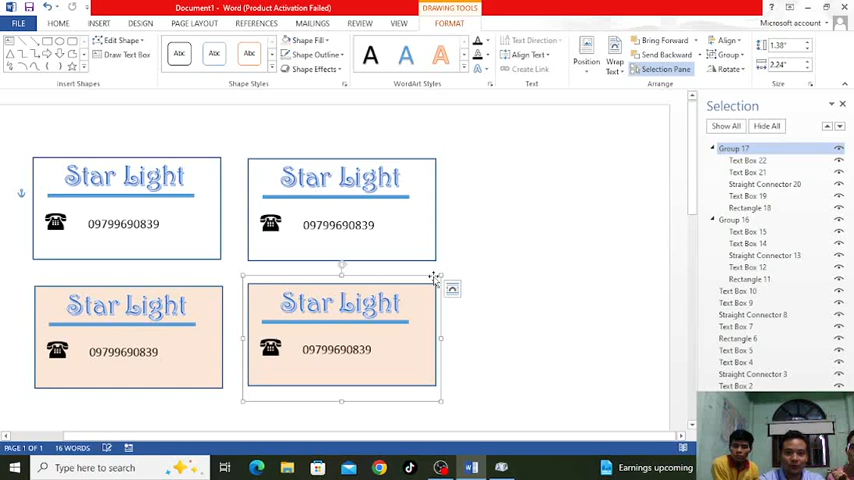 Document1 - Word (Product Activation Failed)
DRAWING TOOLS
FILE
HOME
INSERT
DESIGN
PAGE LAYOUT
REFERENCES
MAILINGS
REVIEW
VIEW
FORMAT
Microsoft account
Edit Shape
Draw Text Box
Insert Shapes
Abc
Abc
Abc
Shape Fill
Shape Outline
Shape Effects
Shape Styles
A
A
A
WordArt Styles
Text Direction
Align Text
Create Link
Text
Position
Wrap
Text
Bring Forward
Send Backward
Selection Pane
Align
Group
Rotate
Arrange
1.38"
2.24"
Size
Star Light
09799690839
Star Light
09799690839
Star Light
09799690839
Star Light
09799690839
Selection
Show All
Hide All
Group 17
Text Box 22
Text Box 21
Straight Connector 20
Text Box 19
Rectangle 18
Group 16
Text Box 15
Text Box 14
Straight Connector 13
Text Box 12
Rectangle 11
Text Box 10
Text Box 9
Straight Connector 8
Text Box 7
Rectangle 6
Text Box 5
Text Box 4
Straight Connector 3
Text Box 2
PAGE 1 OF 1
16 WORDS
Type here to search
Earnings upcoming